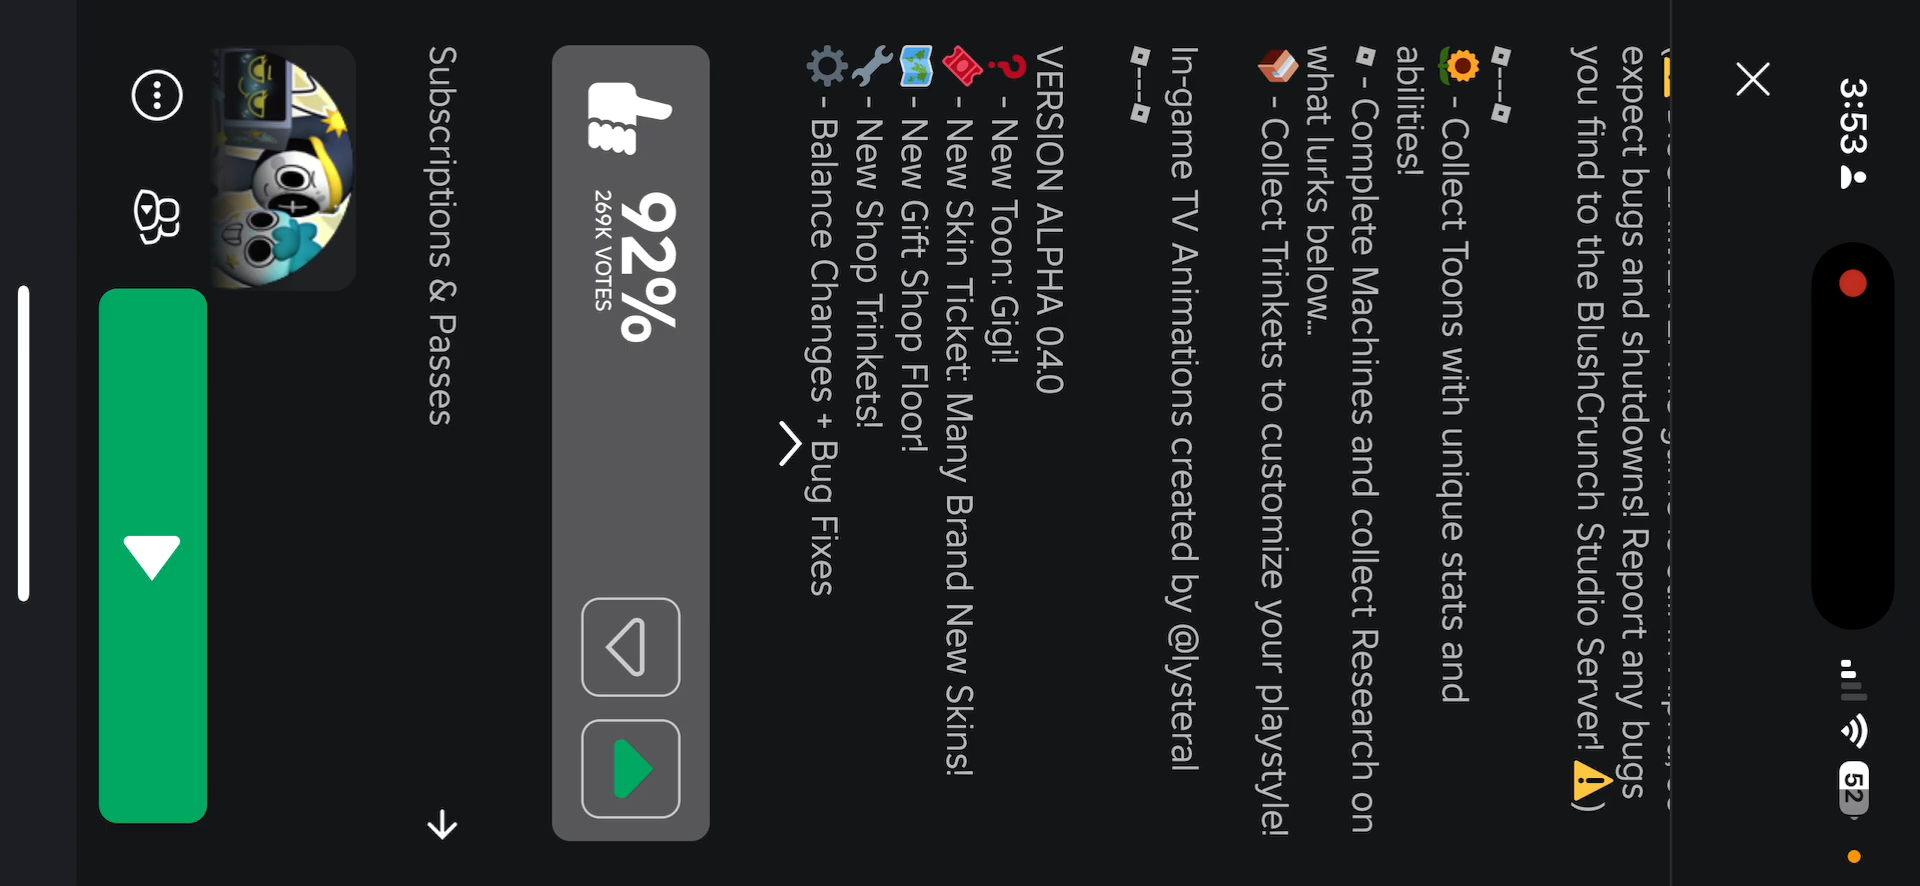 3:53
52
expect bugs and shutdowns! Report any bugs
you find to the BlushCrunch Studio Server! ⚠️)
---
🌻 - Collect Toons with unique stats and
abilities!
- Complete Machines and collect Research on
what lurks below...
- Collect Trinkets to customize your playstyle!
In-game TV Animations created by @lysteral
---
VERSION ALPHA 0.4.0
❓ - New Toon: Gigi!
🎟️ - New Skin Ticket: Many Brand New Skins!
🗺️ - New Gift Shop Floor!
🔧 - New Shop Trinkets!
⚙️ - Balance Changes + Bug Fixes
92%
269K VOTES
Subscriptions & Passes